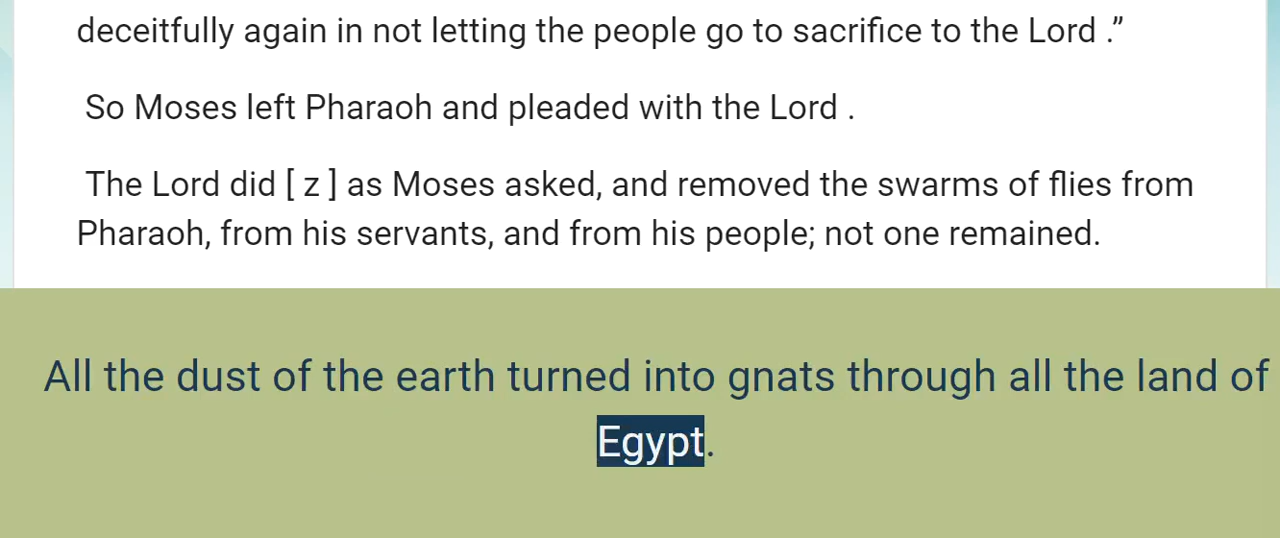 deceitfully again in not letting the people go to sacrifice to the Lord .”
So Moses left Pharaoh and pleaded with the Lord .
The Lord did [ z ] as Moses asked, and removed the swarms of flies from
Pharaoh, from his servants, and from his people; not one remained.
All the dust of the earth turned into gnats through all the land of
Egypt.